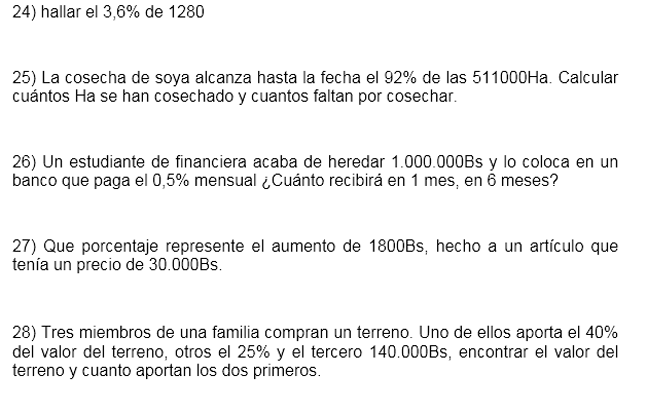 24) hallar el 3,6% de 1280
25) La cosecha de soya alcanza hasta la fecha el 92% de las 511000Ha. Calcular
cuántos Ha se han cosechado y cuantos faltan por cosechar.
26) Un estudiante de financiera acaba de heredar 1.000.000Bs y lo coloca en un
banco que paga el 0,5% mensual ¿Cuánto recibirá en 1 mes, en 6 meses?
27) Que porcentaje represente el aumento de 1800Bs, hecho a un artículo que
tenía un precio de 30.000Bs.
28) Tres miembros de una familia compran un terreno. Uno de ellos aporta el 40%
del valor del terreno, otros el 25% y el tercero 140.000Bs, encontrar el valor del
terreno y cuanto aportan los dos primeros.